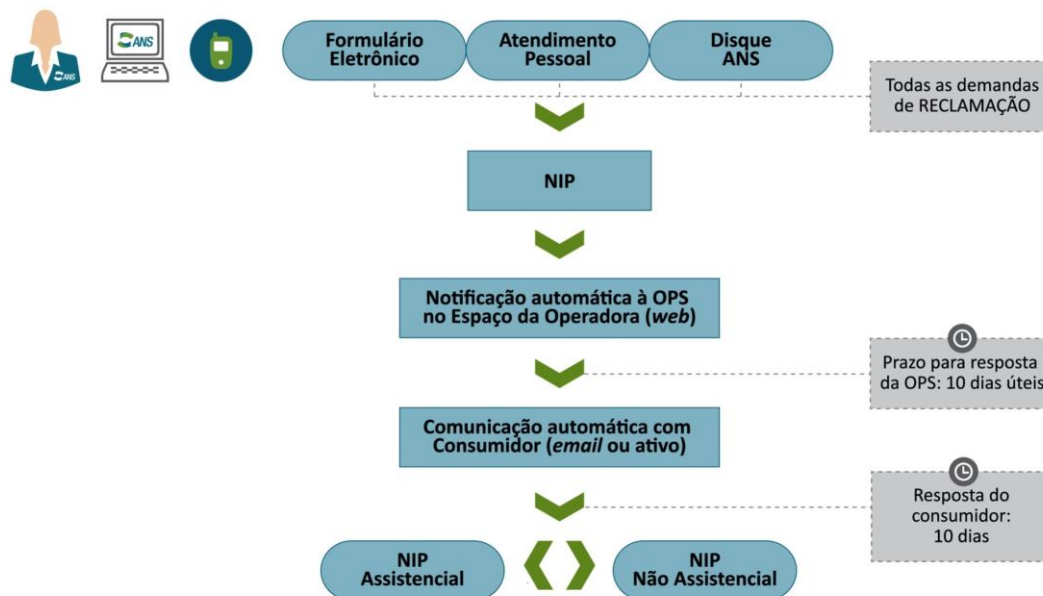 ANS
ANS
Formulário
Eletrônico
Atendimento
Pessoal
Disque
ANS
Todas as demandas
de RECLAMAÇÃO
NIP
Notificação automática à OPS
no Espaço da Operadora (web)
Prazo para resposta
da OPS: 10 dias úteis
Comunicação automática com
Consumidor (email ou ativo)
Resposta do
consumidor:
10 dias
NIP
Assistencial
NIP
Não Assistencial